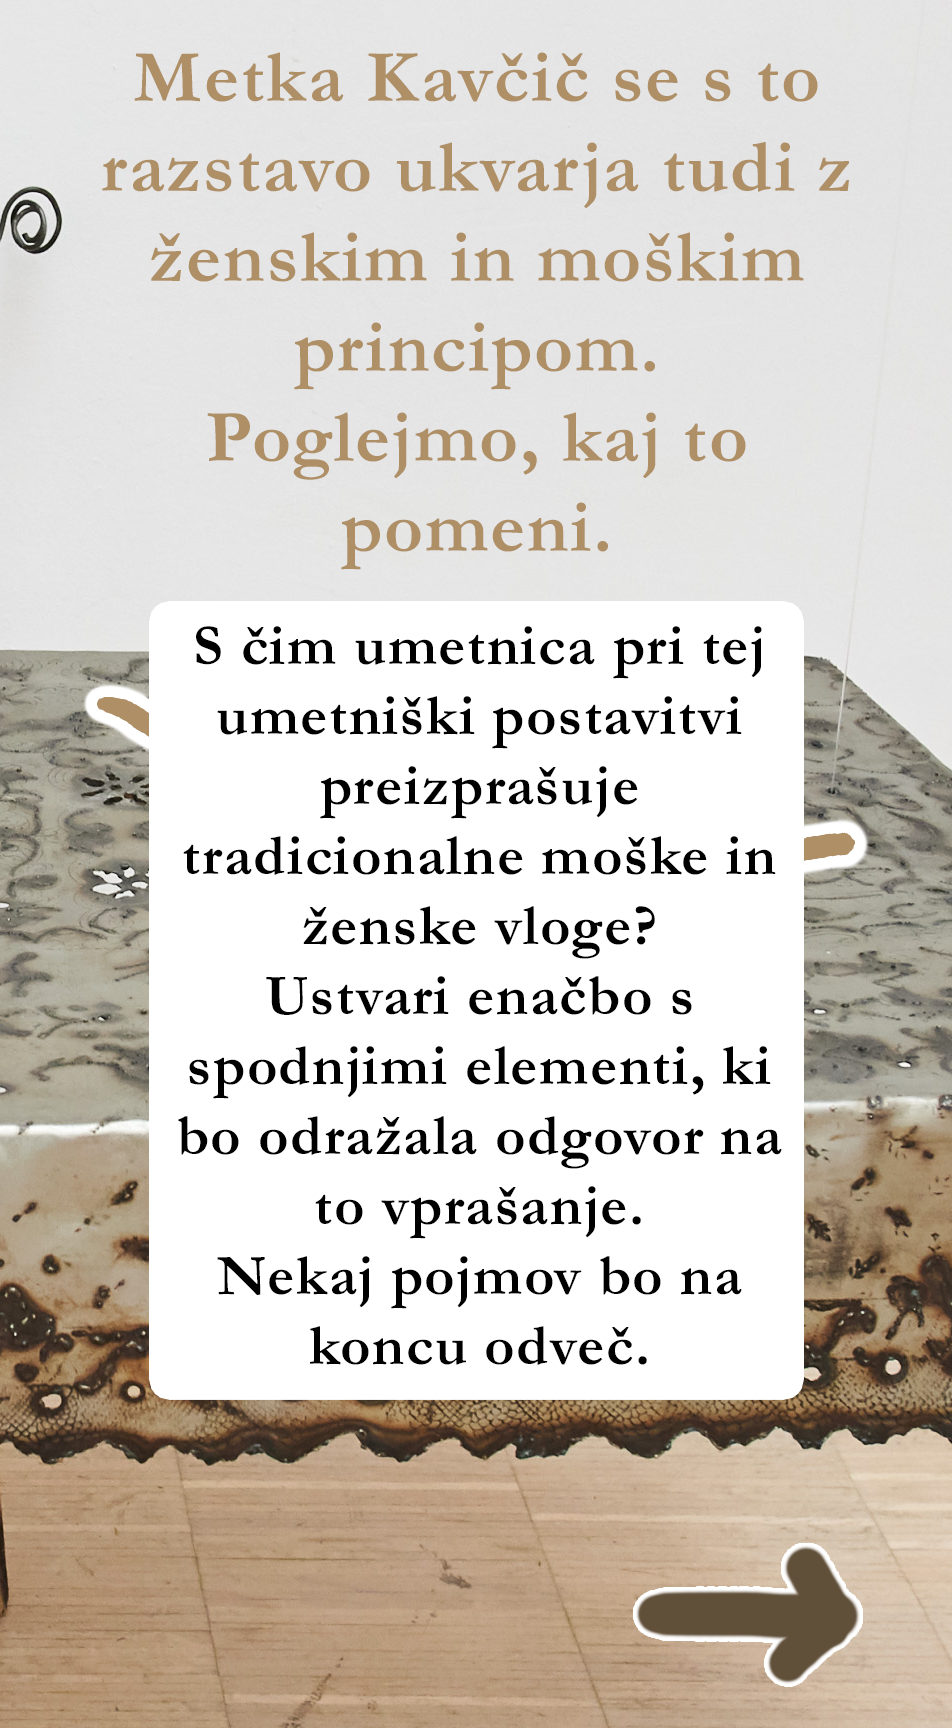 Metka Kavčič se s to
razstavo ukvarja tudi z
ženskim in moškim
principom.
Poglejmo, kaj to
pomeni.
S čim umetnica pri tej
umetniški postavitvi
preizprašuje
tradicionalne moške in
ženske vloge?
Ustvari enačbo s
spodnjimi elementi, ki
bo odražala odgovor na
to vprašanje.
Nekaj pojmov bo na
koncu odveč.